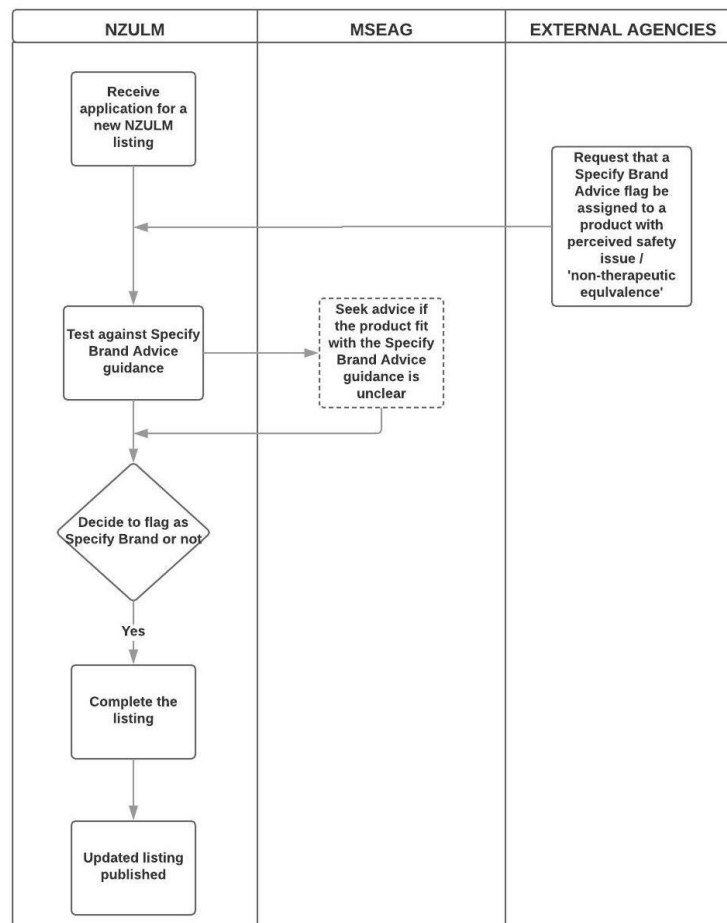 NZULM
MSEAG
EXTERNAL AGENCIES
Receive
application for a
new NZULM
listing
Request that a
Specify Brand
Advice flag be
assigned to a
product with
perceived safety
issue /
'non-therapeutic
equlvalence'
Test against Specify
Brand Advice
guidance
Seek advice if
the product fit
with the Specify
Brand Advice
guidance is
unclear
Decide to flag as
Specify Brand or not
Yes
Complete the
listing
Updated listing
published